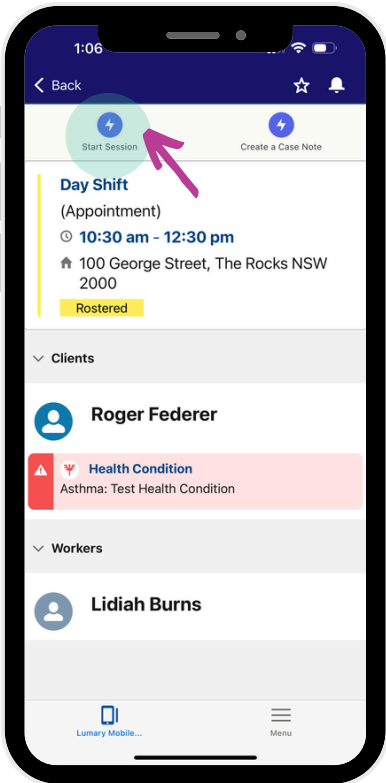 1:06
Back
Start Session
Create a Case Note
Day Shift
(Appointment)
10:30 am - 12:30 pm
100 George Street, The Rocks NSW
2000
Rostered
Clients
Roger Federer
Health Condition
Asthma: Test Health Condition
Workers
Lidiah Burns
Lumary Mobile...
Menu